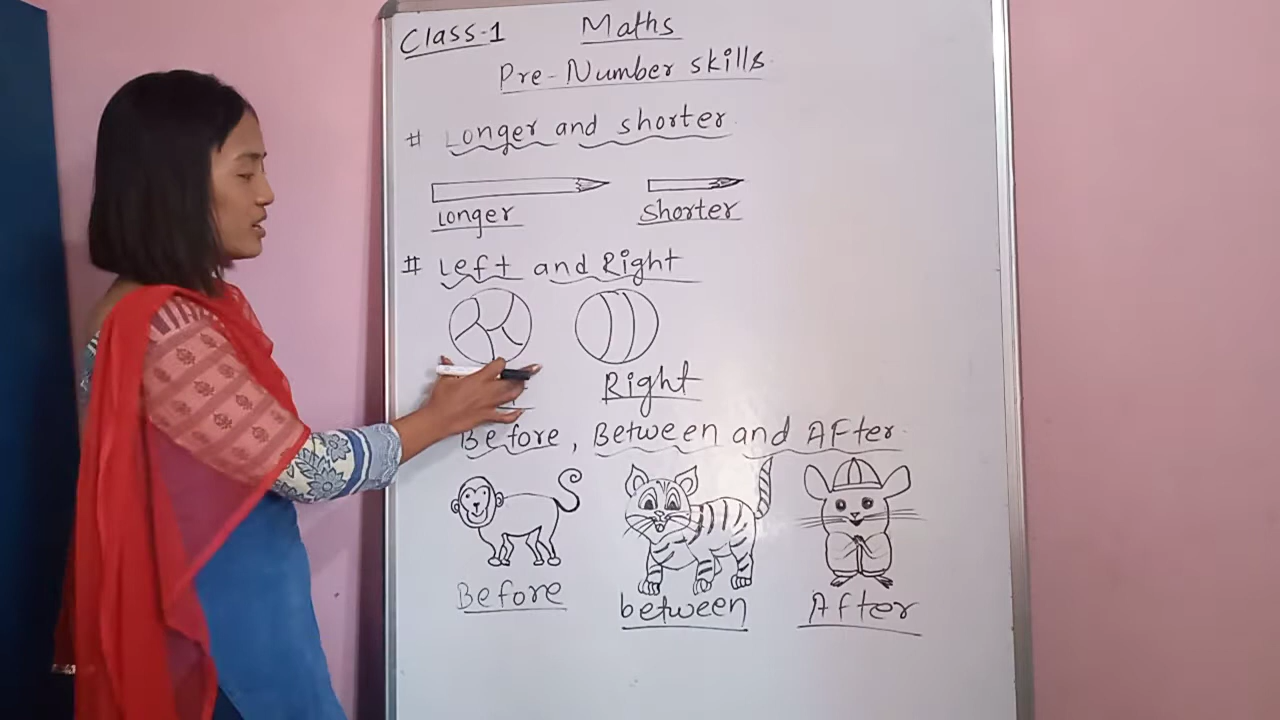 Class-1 Maths
Pre-Number skills
# Longer and shorter
Longer shorter
# Left and Right
Right
Before, Between and After
Before between After